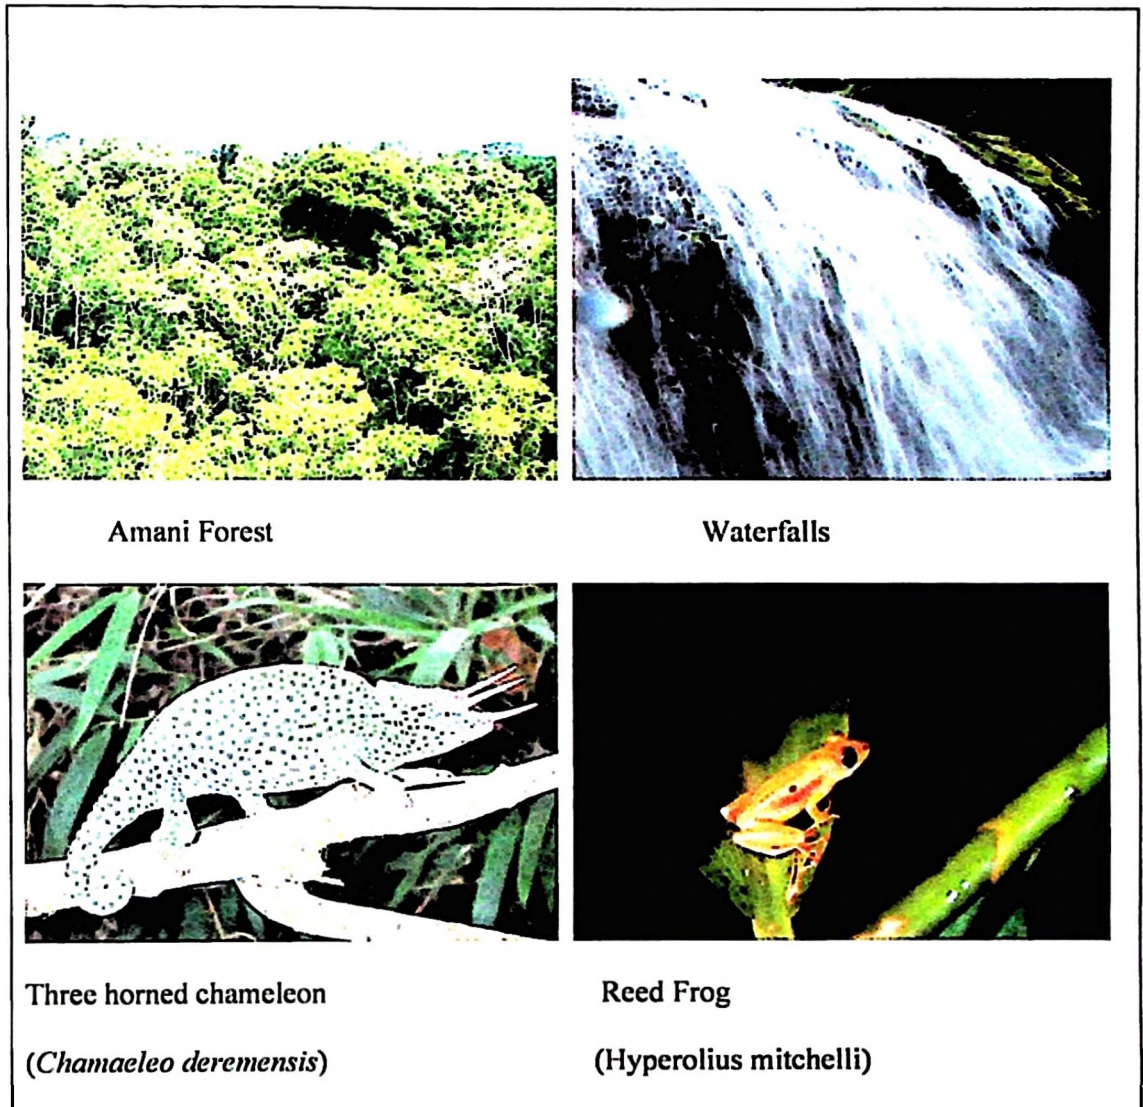 Amani Forest
Waterfalls
Three horned chameleon
(Chamaeleo deremensis)
Reed Frog
(Hyperolius mitchelli)